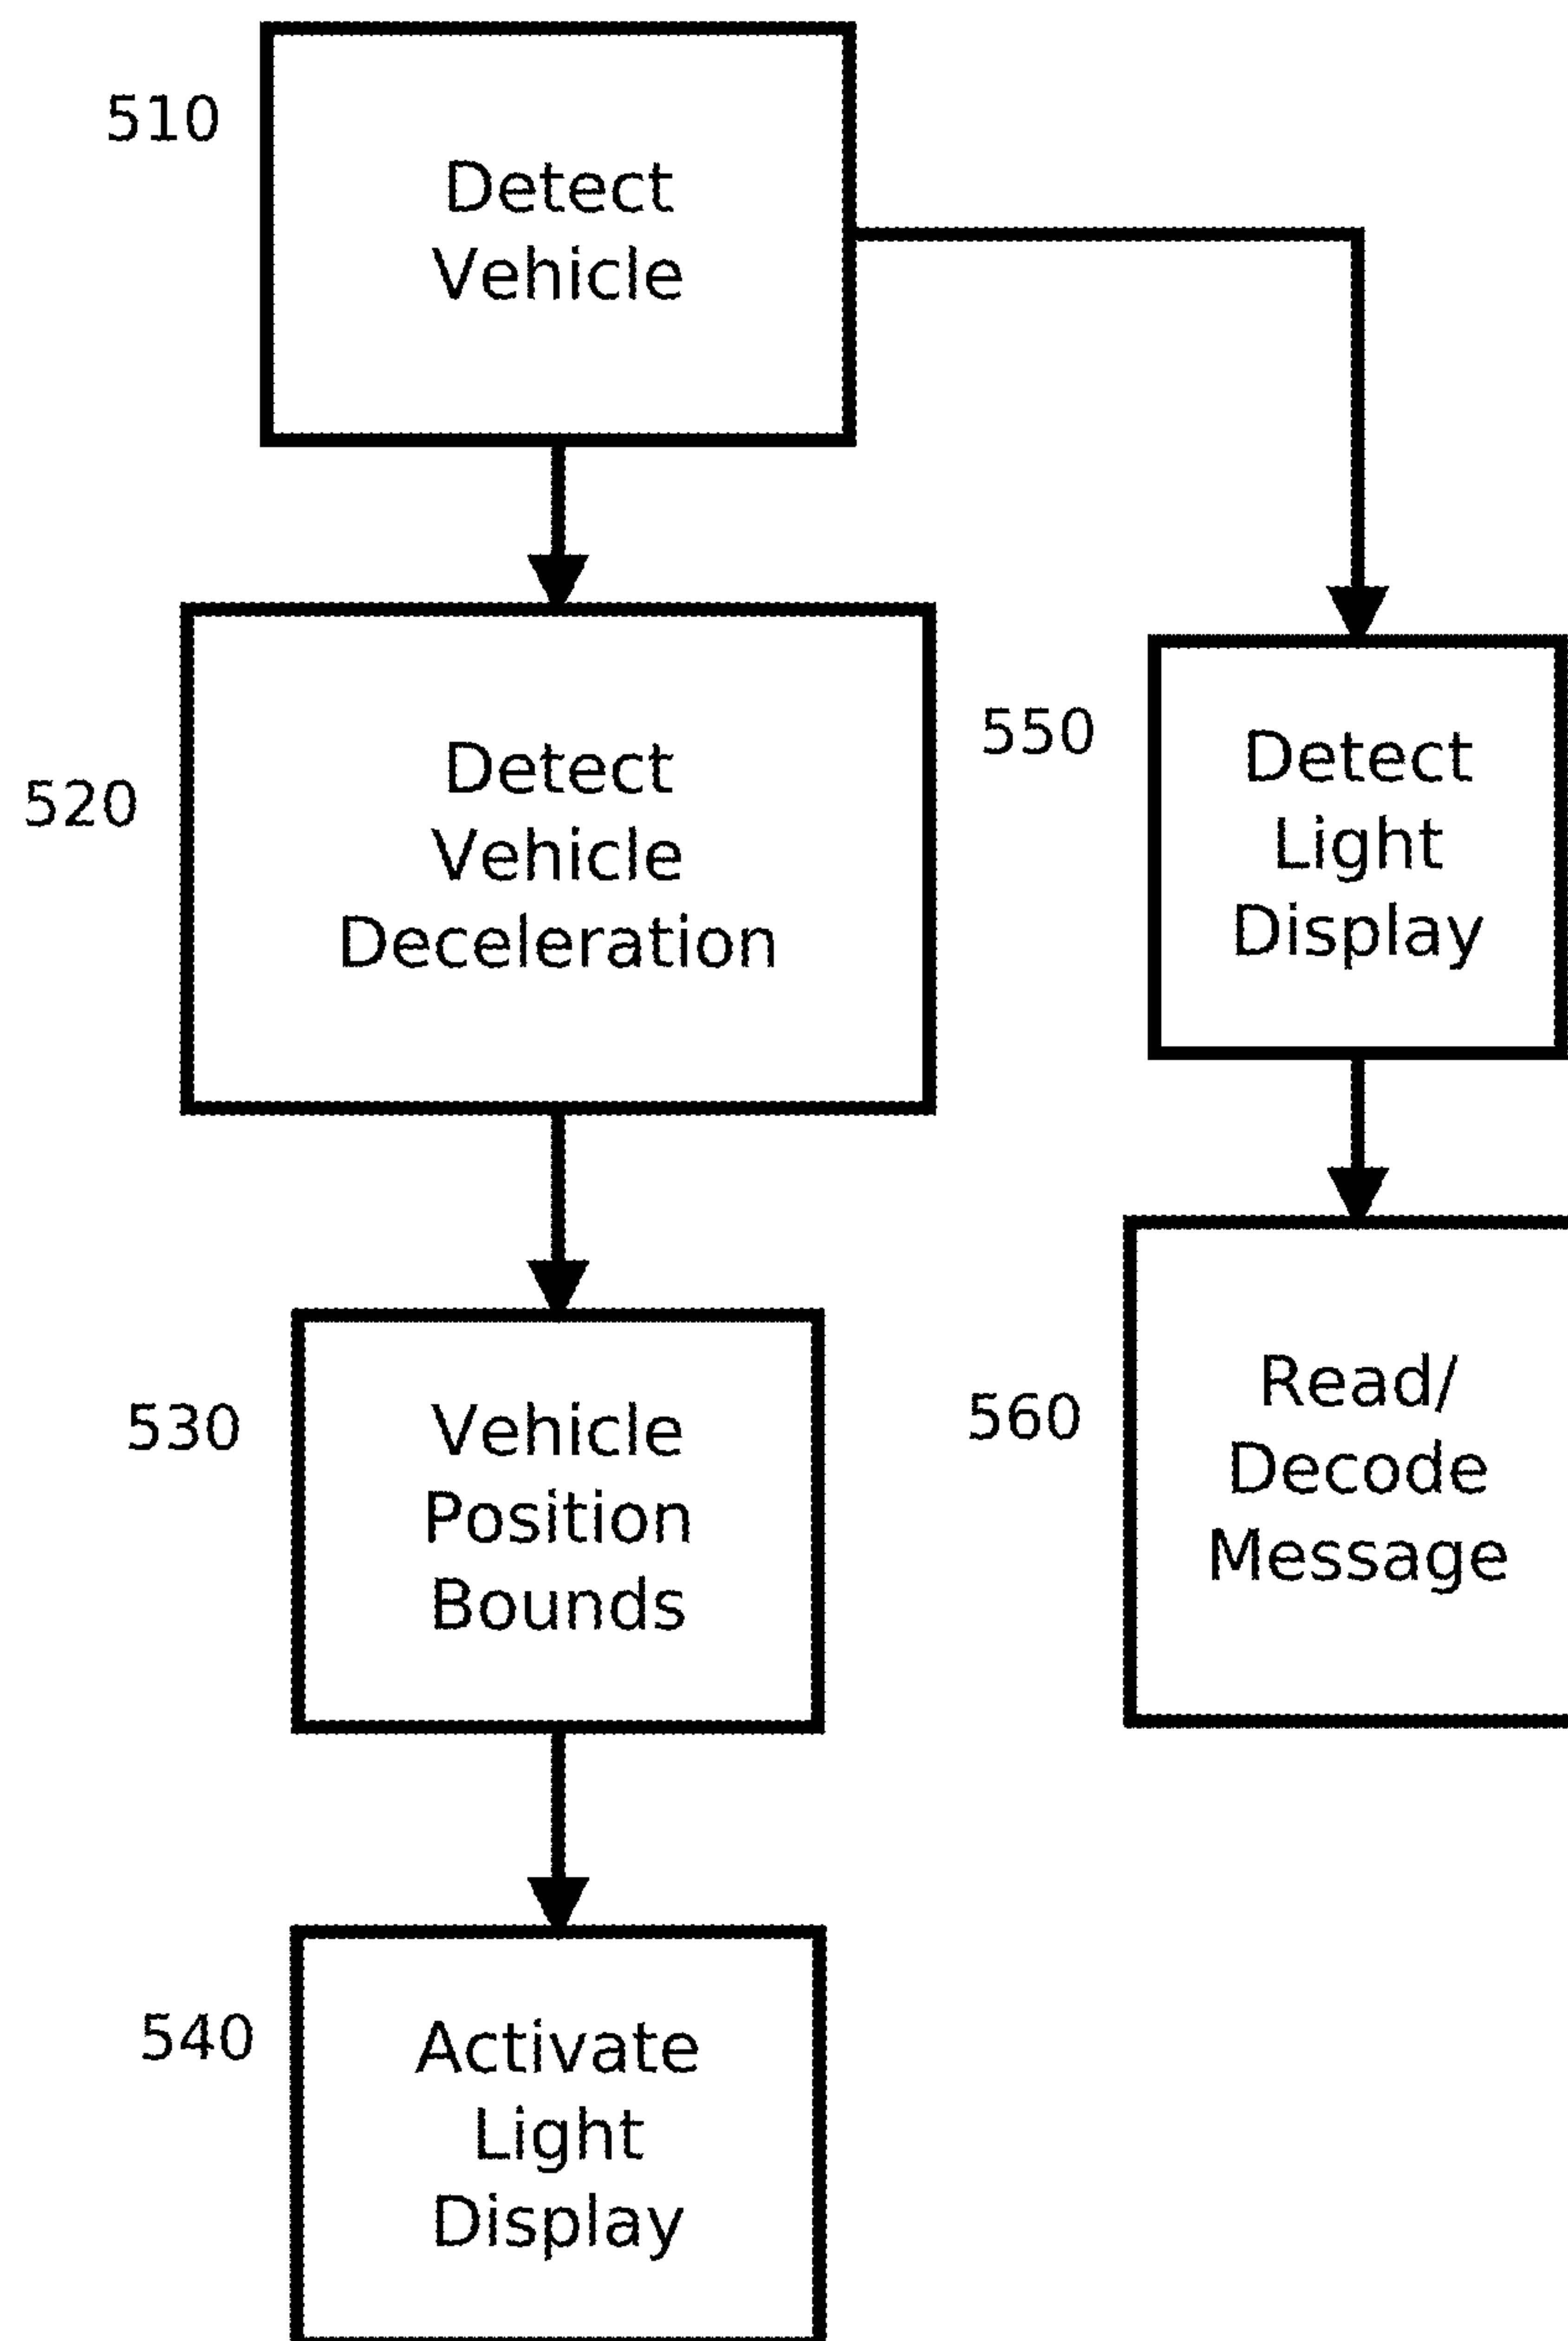 510
Detect
Vehicle
520
Detect
Vehicle
Deceleration
550
Detect
Light
Display
530
Vehicle
Position
Bounds
560
Read/
Decode
Message
540
Activate
Light
Display